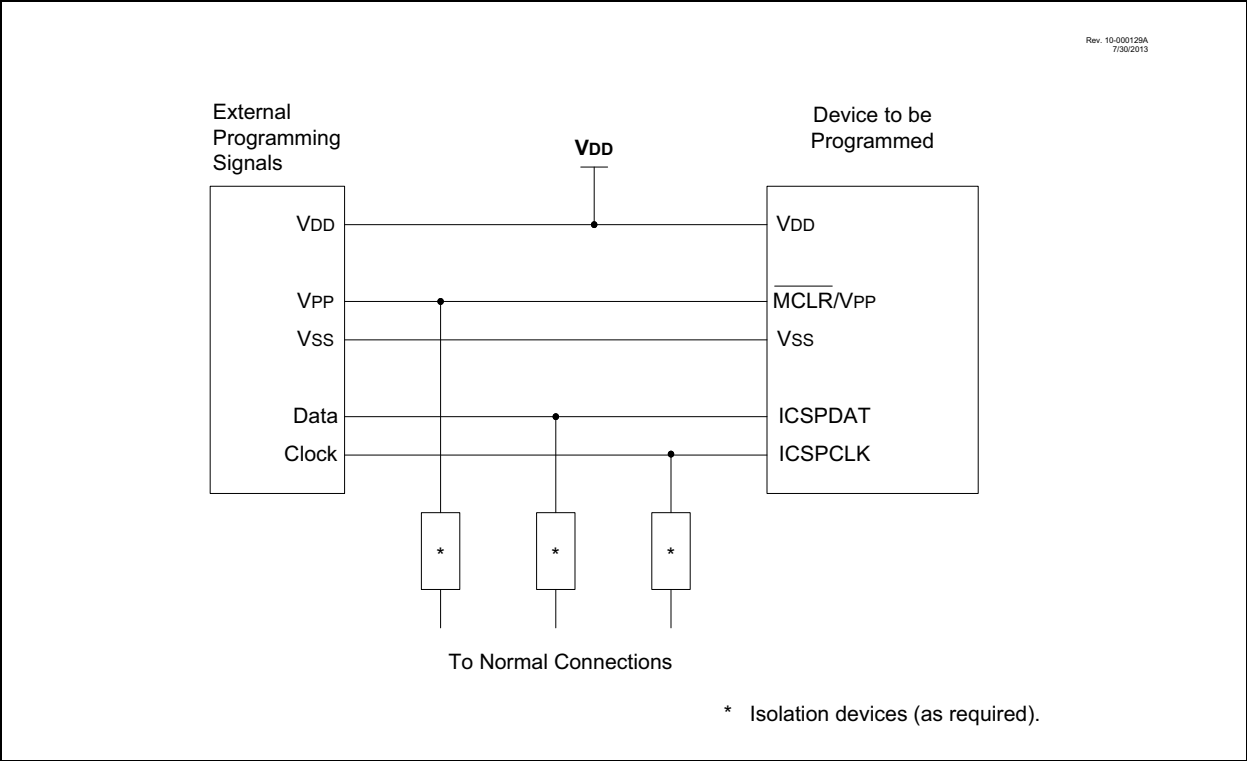 Rev. 10-000129A
7/30/2013
External
Programming
Signals
VDD
Device to be
Programmed
VDD
VPP
VSS
Data
Clock
VDD
MCLR/VPP
VSS
ICSPDAT
ICSPCLK
*
*
*
To Normal Connections
* Isolation devices (as required).